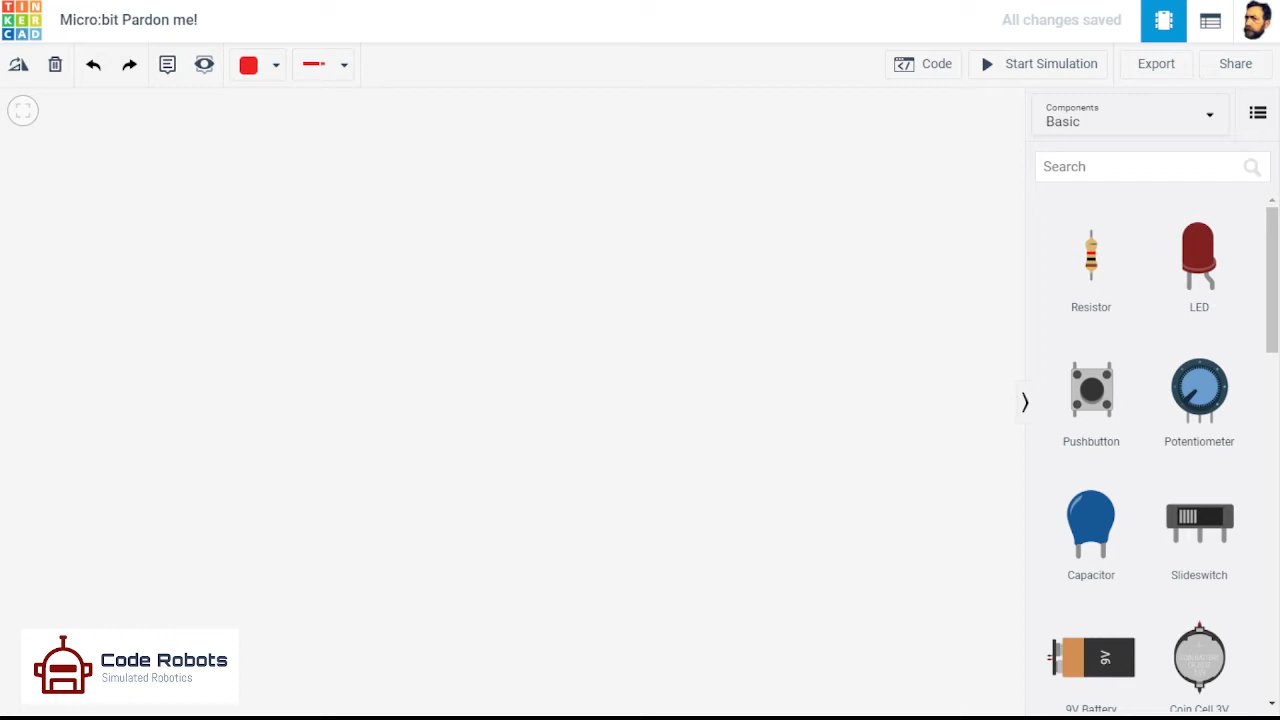 TIN
KER
CAD
Micro:bit Pardon me!
All changes saved
Code
Start Simulation
Export
Share
Components
Basic
Search
Resistor
LED
Pushbutton
Potentiometer
Capacitor
Slideswitch
9V
9V Battery
Coin Cell 3V
Code Robots
Simulated Robotics